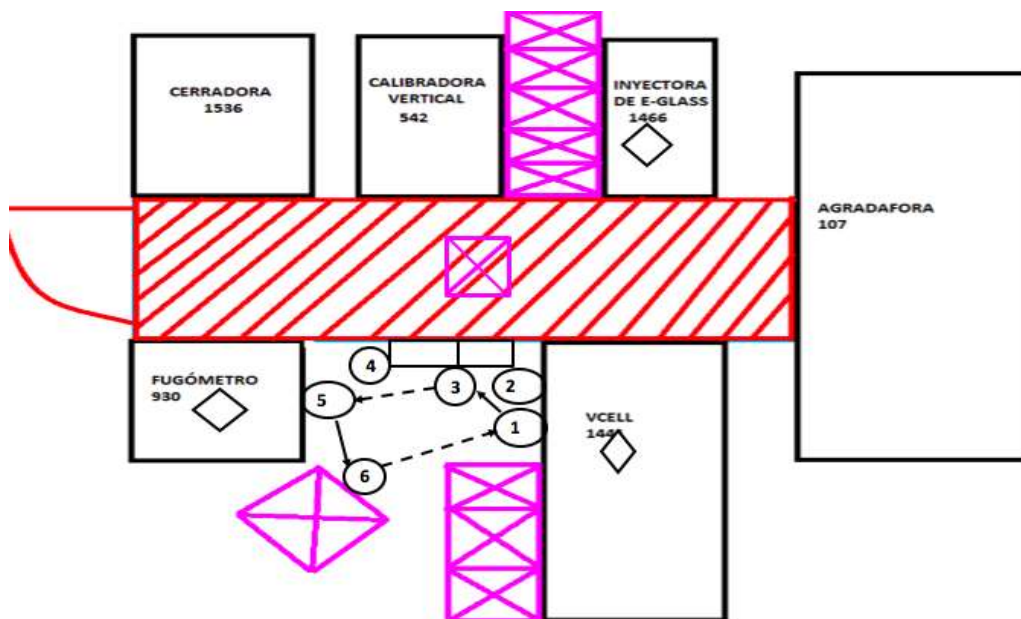 CERRADORA
1536
CALIBRADORA
VERTICAL
542
INYECTORA
DE E-GLASS
1466
AGRADAFORA
107
FUGÓMETRO
930
4
3
2
5
1
6
VCELL